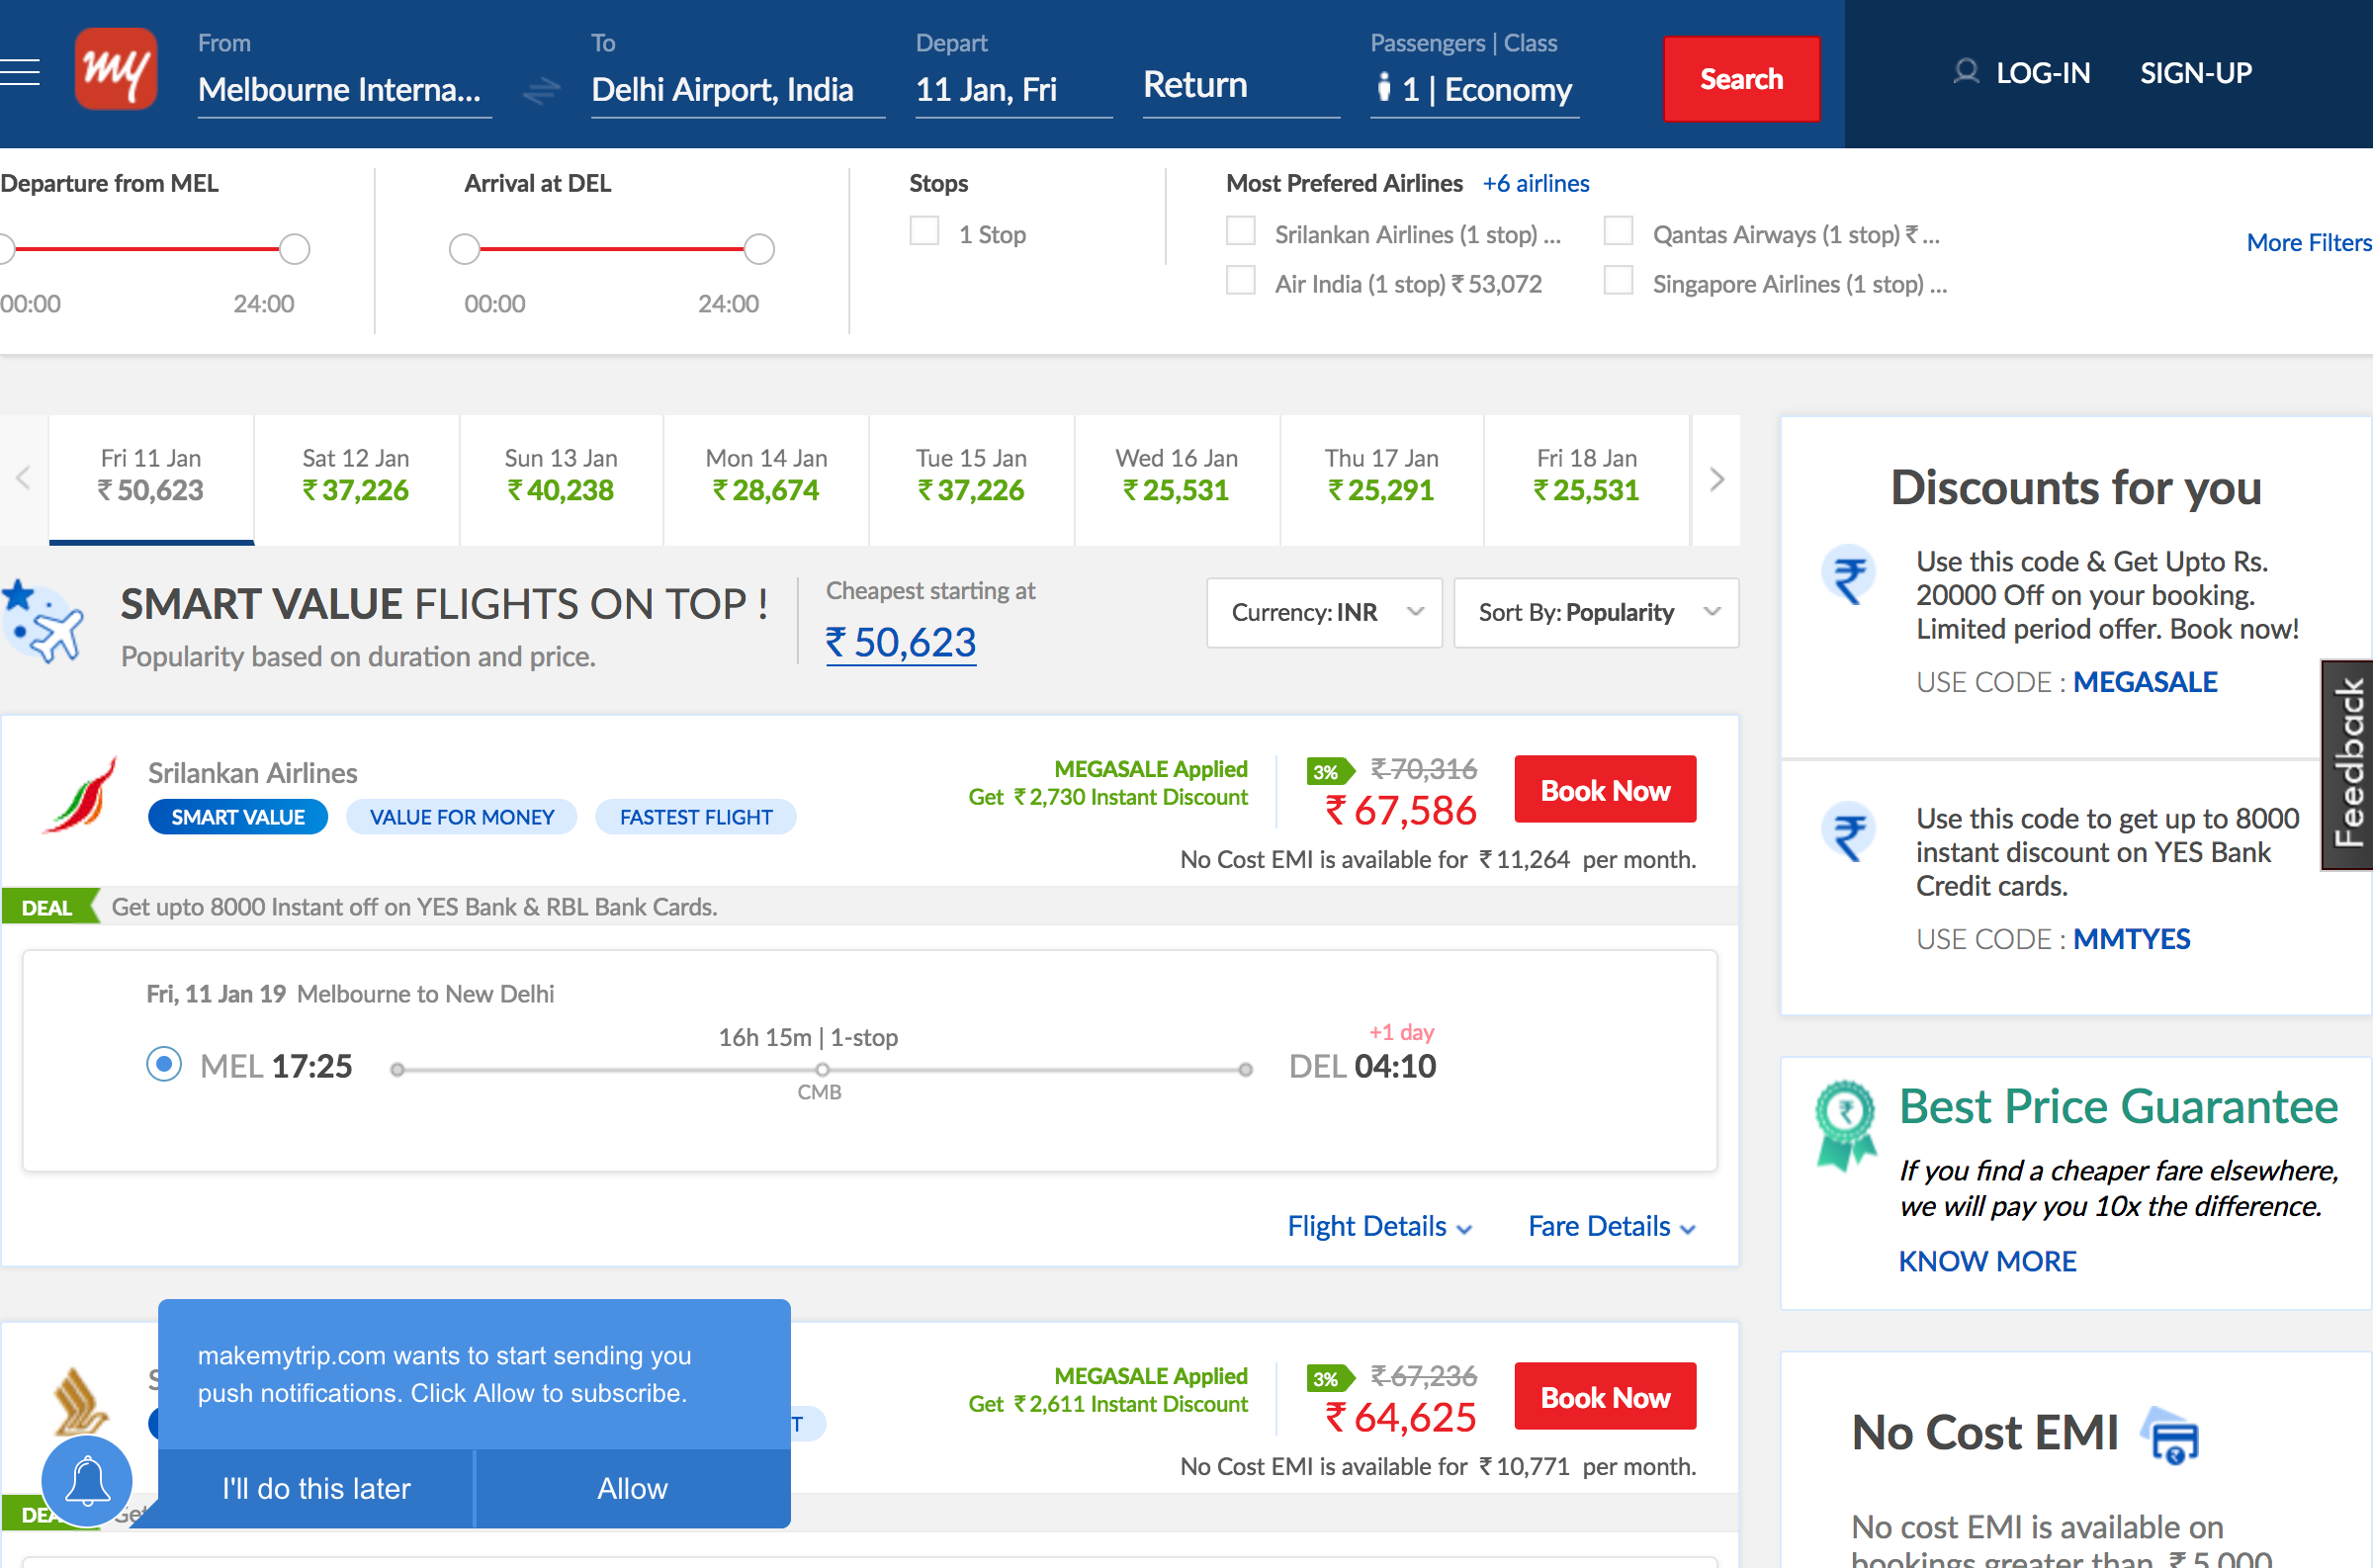 my
From
Melbourne Interna...
To
Delhi Airport, India
Depart
11 Jan, Fri
Return
Passengers | Class
1 | Economy
Search
LOG-IN
SIGN-UP
Departure from MEL
00:00 24:00
Arrival at DEL
00:00 24:00
Stops
1 Stop
Most Prefered Airlines +6 airlines
Srilankan Airlines (1 stop) ...
Qantas Airways (1 stop) ₹ ...
Air India (1 stop) ₹ 53,072
Singapore Airlines (1 stop) ...
More Filters
Fri 11 Jan
₹ 50,623
Sat 12 Jan
₹ 37,226
Sun 13 Jan
₹ 40,238
Mon 14 Jan
₹ 28,674
Tue 15 Jan
₹ 37,226
Wed 16 Jan
₹ 25,531
Thu 17 Jan
₹ 25,291
Fri 18 Jan
₹ 25,531
SMART VALUE FLIGHTS ON TOP !
Popularity based on duration and price.
Cheapest starting at
₹ 50,623
Currency: INR
Sort By: Popularity
Srilankan Airlines
SMART VALUE
VALUE FOR MONEY
FASTEST FLIGHT
MEGASALE Applied
Get ₹ 2,730 Instant Discount
3% ₹ 70,316
₹ 67,586
Book Now
No Cost EMI is available for ₹ 11,264 per month.
DEAL Get upto 8000 Instant off on YES Bank & RBL Bank Cards.
Fri, 11 Jan 19 Melbourne to New Delhi
16h 15m | 1-stop
MEL 17:25
CMB
+1 day
DEL 04:10
Flight Details
Fare Details
makemytrip.com wants to start sending you
push notifications. Click Allow to subscribe.
I'll do this later
Allow
MEGASALE Applied
Get ₹ 2,611 Instant Discount
3% ₹ 67,236
₹ 64,625
Book Now
No Cost EMI is available for ₹ 10,771 per month.
Discounts for you
Use this code & Get Upto Rs.
20000 Off on your booking.
Limited period offer. Book now!
USE CODE : MEGASALE
Use this code to get up to 8000
instant discount on YES Bank
Credit cards.
USE CODE : MMTYES
Feedback
Best Price Guarantee
If you find a cheaper fare elsewhere,
we will pay you 10x the difference.
KNOW MORE
No Cost EMI
No cost EMI is available on
bookings greater than ₹ 5,000